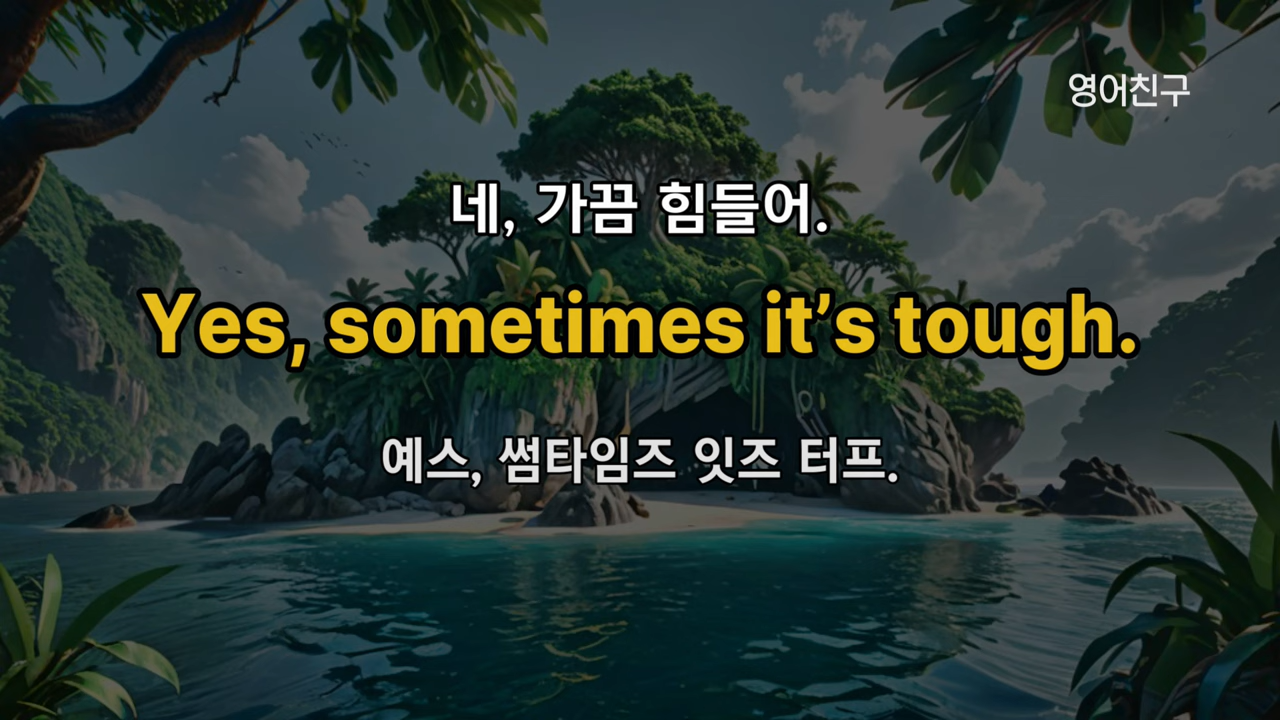 영어친구
네, 가끔 힘들어.
Yes, sometimes it’s tough.
예스, 썸타임즈 잇즈 터프.